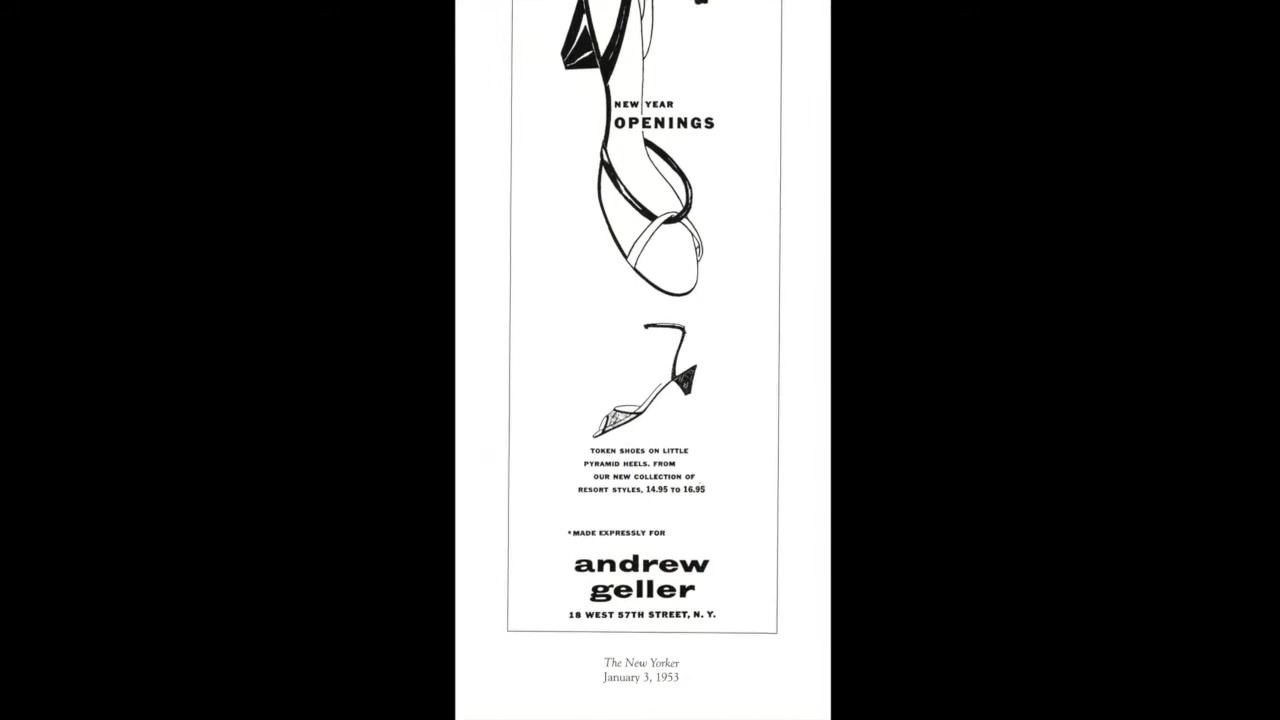 NEW YEAR
OPENINGS
TOKEN SHOES ON LITTLE
PYRAMID HEELS. FROM
OUR NEW COLLECTION OF
RESORT STYLES, 14.95 TO 16.95
*MADE EXPRESSLY FOR
andrew
geller
18 WEST 57TH STREET, N. Y.
The New Yorker
January 3, 1953